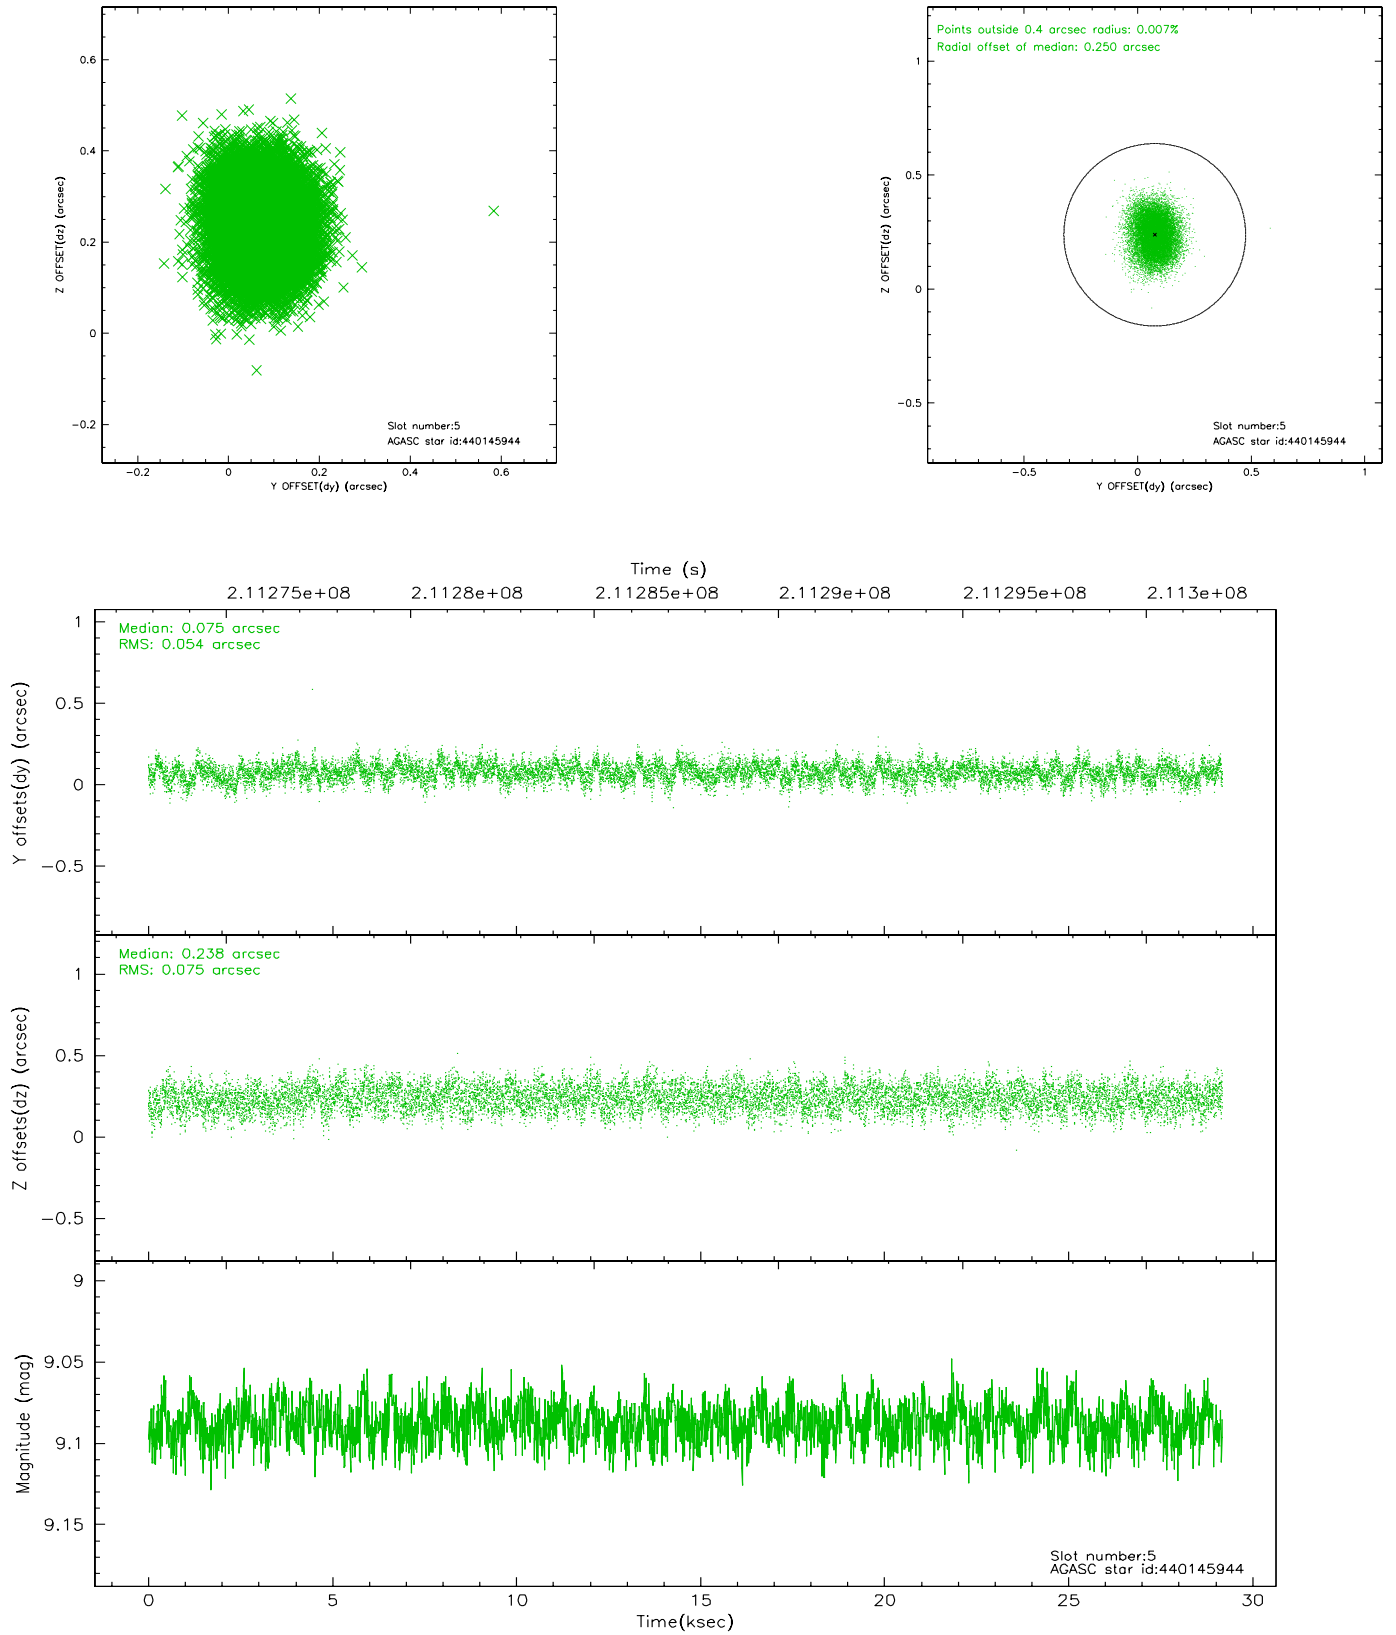 0.6
0.4
0.2
0
−0.2
Z OFFSET(dz) (arcsec)
Slot number:5
AGASC star id:440145944
−0.2 0 0.2 0.4 0.6
Y OFFSET(dy) (arcsec)
Points outside 0.4 arcsec radius: 0.007%
Radial offset of median: 0.250 arcsec
1
0.5
0
−0.5
Z OFFSET(dz) (arcsec)
Slot number:5
AGASC star id:440145944
−0.5 0 0.5 1
Y OFFSET(dy) (arcsec)
Time (s)
2.11275e+08 2.1128e+08 2.11285e+08 2.1129e+08 2.11295e+08 2.113e+08
Median: 0.075 arcsec
RMS: 0.054 arcsec
1
0.5
0
−0.5
Y offsets(dy) (arcsec)
Median: 0.238 arcsec
RMS: 0.075 arcsec
1
0.5
0
−0.5
Z offsets(dz) (arcsec)
9
9.05
9.1
9.15
Magnitude (mag)
Slot number:5
AGASC star id:440145944
0 5 10 15 20 25 30
Time(ksec)